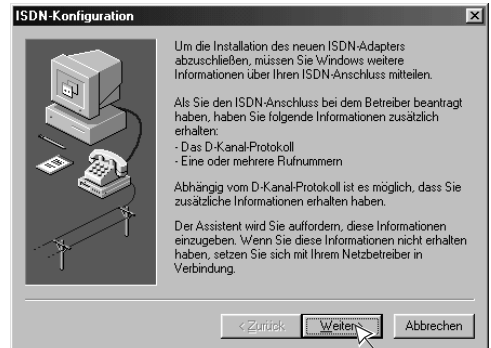 ISDN-Konfiguration
Um die Installation des neuen ISDN-Adapters
abzuschließen, müssen Sie Windows weitere
Informationen über Ihren ISDN-Anschluss mitteilen.
Als Sie den ISDN-Anschluss bei dem Betreiber beantragt
haben, haben Sie folgende Informationen zusätzlich
erhalten:
- Das D-Kanal-Protokoll
- Eine oder mehrere Rufnummern
Abhängig vom D-Kanal-Protokoll ist es möglich, dass Sie
zusätzliche Informationen erhalten haben.
Der Assistent wird Sie auffordern, diese Informationen
einzugeben. Wenn Sie diese Informationen nicht erhalten
haben, setzen Sie sich mit Ihrem Netzbetreiber in
Verbindung.
< Zurück Weiter > Abbrechen